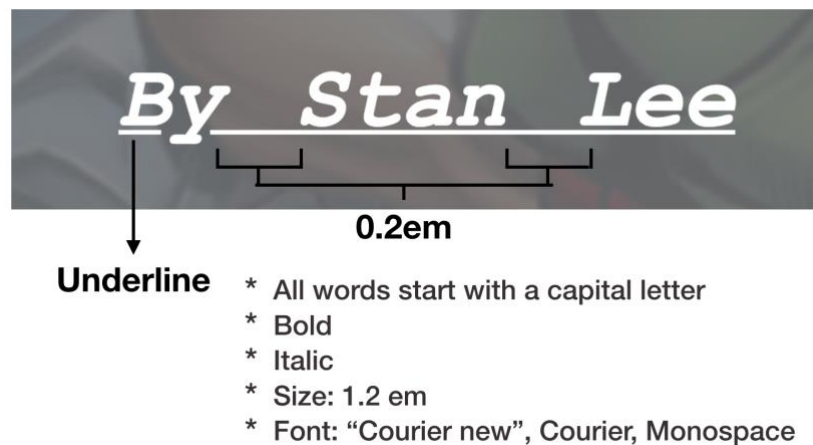 By Stan Lee
0.2em
Underline
* All words start with a capital letter
* Bold
* Italic
* Size: 1.2 em
* Font: “Courier new”, Courier, Monospace